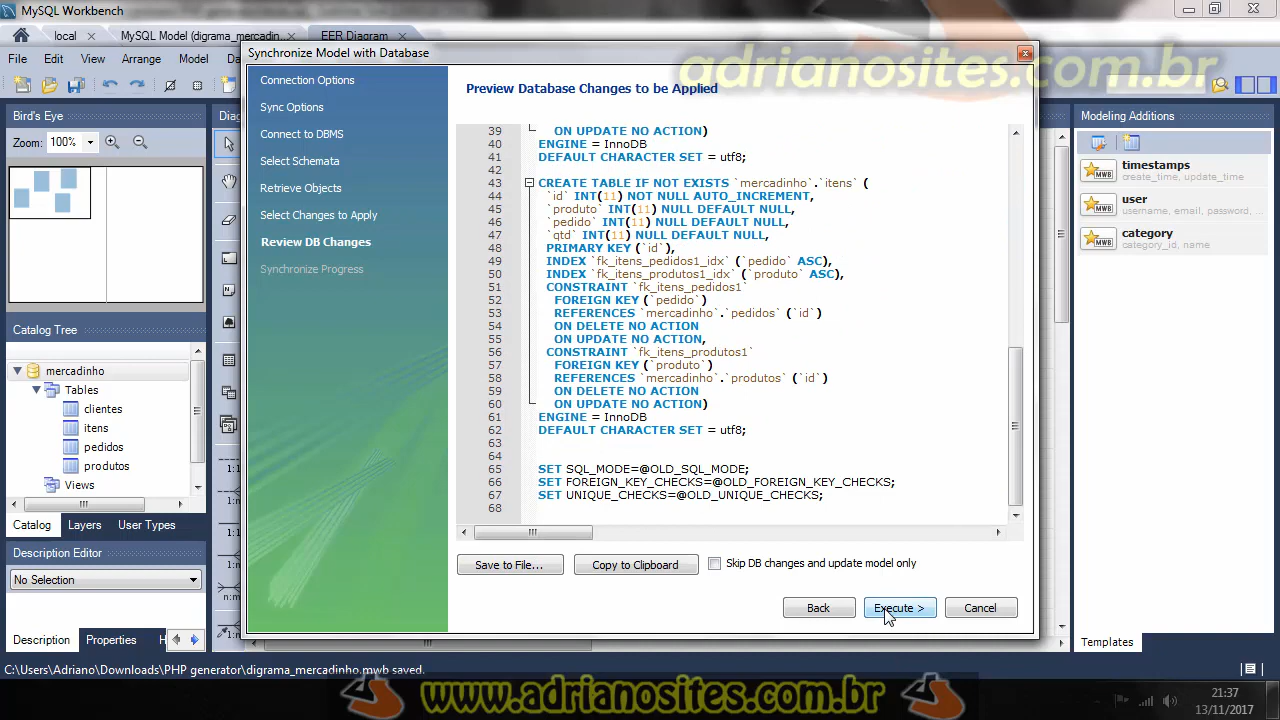 MySQL Workbench
local
MySQL Model (digrama_mercadin...
EER Diagram
File
Edit
View
Arrange
Model
Da
adrianosites.com.br
Synchronize Model with Database
Connection Options
Sync Options
Connect to DBMS
Select Schemata
Retrieve Objects
Select Changes to Apply
Review DB Changes
Synchronize Progress
Preview Database Changes to be Applied
39 ON UPDATE NO ACTION)
40 ENGINE = InnoDB
41 DEFAULT CHARACTER SET = utf8;
42
43 CREATE TABLE IF NOT EXISTS `mercadinho`.`itens` (
44 `id` INT(11) NOT NULL AUTO_INCREMENT,
45 `produto` INT(11) NULL DEFAULT NULL,
46 `pedido` INT(11) NULL DEFAULT NULL,
47 `qtd` INT(11) NULL DEFAULT NULL,
48 PRIMARY KEY (`id`),
49 INDEX `fk_itens_pedidos1_idx` (`pedido` ASC),
50 INDEX `fk_itens_produtos1_idx` (`produto` ASC),
51 CONSTRAINT `fk_itens_pedidos1`
52 FOREIGN KEY (`pedido`)
53 REFERENCES `mercadinho`.`pedidos` (`id`)
54 ON DELETE NO ACTION
55 ON UPDATE NO ACTION,
56 CONSTRAINT `fk_itens_produtos1`
57 FOREIGN KEY (`produto`)
58 REFERENCES `mercadinho`.`produtos` (`id`)
59 ON DELETE NO ACTION
60 ON UPDATE NO ACTION)
61 ENGINE = InnoDB
62 DEFAULT CHARACTER SET = utf8;
63
64
65 SET SQL_MODE=@OLD_SQL_MODE;
66 SET FOREIGN_KEY_CHECKS=@OLD_FOREIGN_KEY_CHECKS;
67 SET UNIQUE_CHECKS=@OLD_UNIQUE_CHECKS;
68
Save to File...
Copy to Clipboard
Skip DB changes and update model only
Back
Execute >
Cancel
Bird's Eye
Diag
Zoom: 100%
Catalog Tree
mercadinho
Tables
clientes
itens
pedidos
produtos
Views
Catalog
Layers
User Types
Description Editor
No Selection
Description
Properties
H
1:1
1:n
1:1
1:n
n:m
1:n
Modeling Additions
timestamps
create_time, update_time
user
username, email, password, ...
category
category_id, name
Templates
C:\Users\Adriano\Downloads\PHP generator\digrama_mercadinho.mwb saved.
www.adrianosites.com.br
21:37
13/11/2017